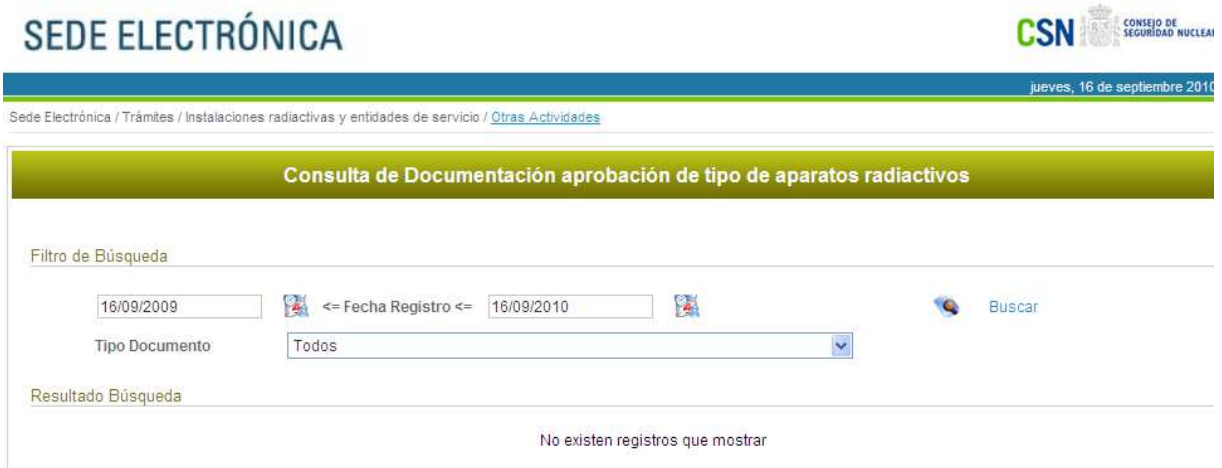 SEDE ELECTRÓNICA
CSN CONSEJO DE
SEGURIDAD NUCLEAR
jueves, 16 de septiembre 2010
Sede Electrónica / Trámites / Instalaciones radiactivas y entidades de servicio / Otras Actividades
Consulta de Documentación aprobación de tipo de aparatos radiactivos
Filtro de Búsqueda
16/09/2009 <= Fecha Registro <= 16/09/2010 Buscar
Tipo Documento Todos
Resultado Búsqueda
No existen registros que mostrar